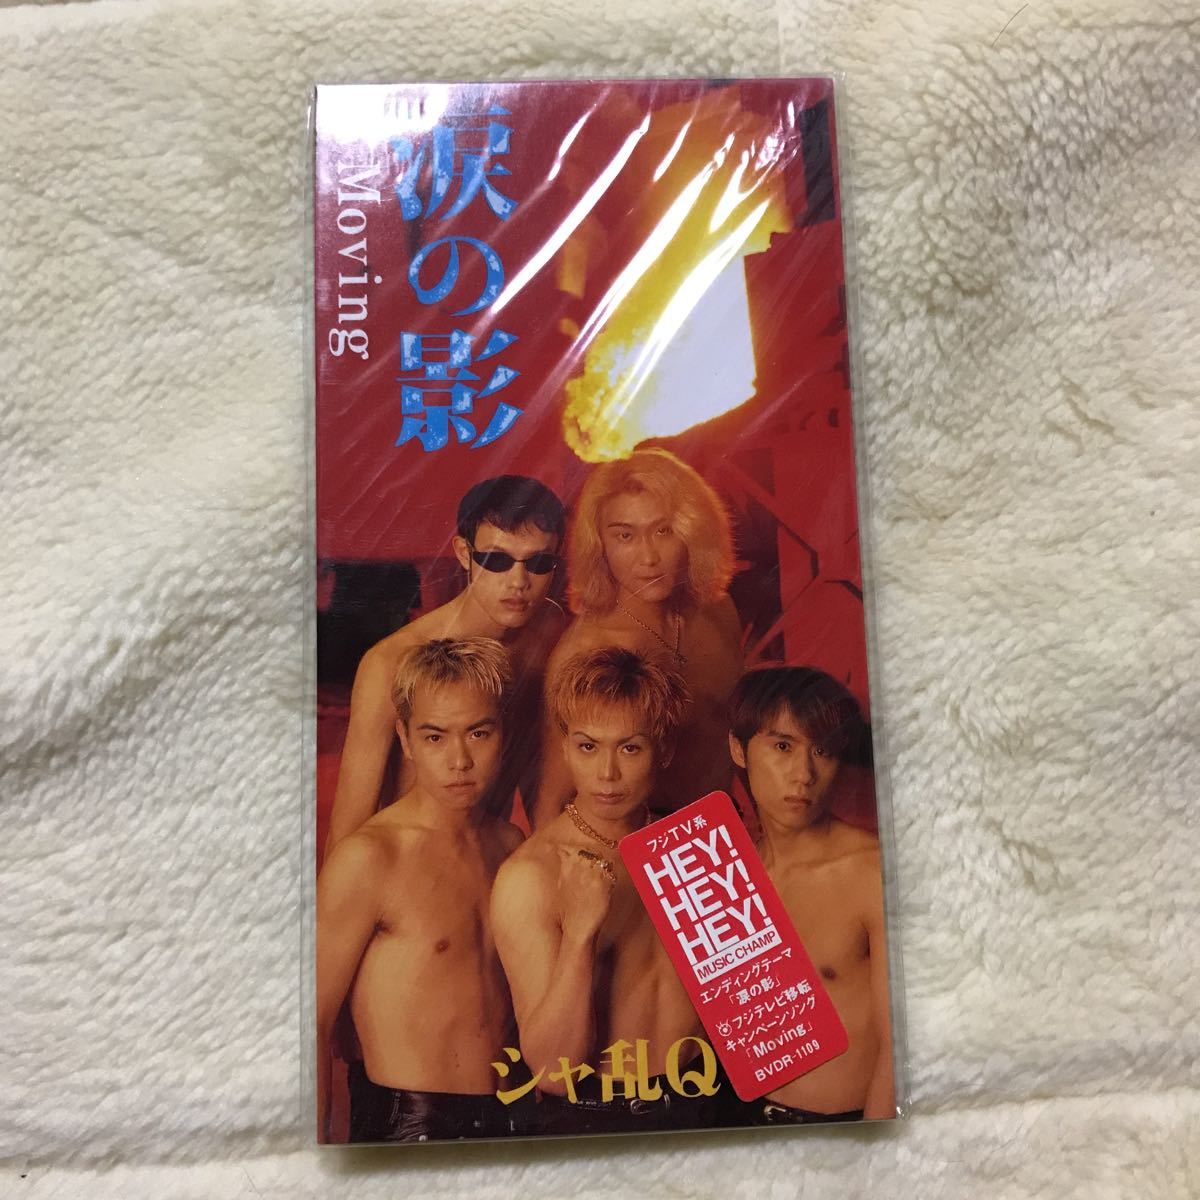 涙の影
Moving
フジTV系
HEY!
HEY!
HEY!
MUSIC CHAMP
エンディングテーマ
「涙の影」
フジテレビ移転
キャンペーンソング
「Moving」
BVDR-1109
シャ乱Q